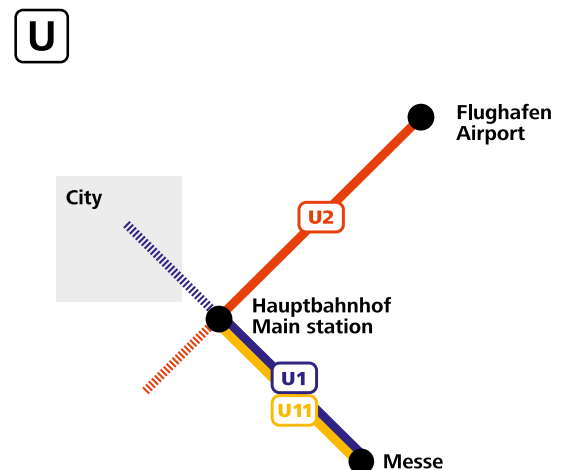 U
Flughafen
Airport
City
U2
Hauptbahnhof
Main station
U1
U11
Messe